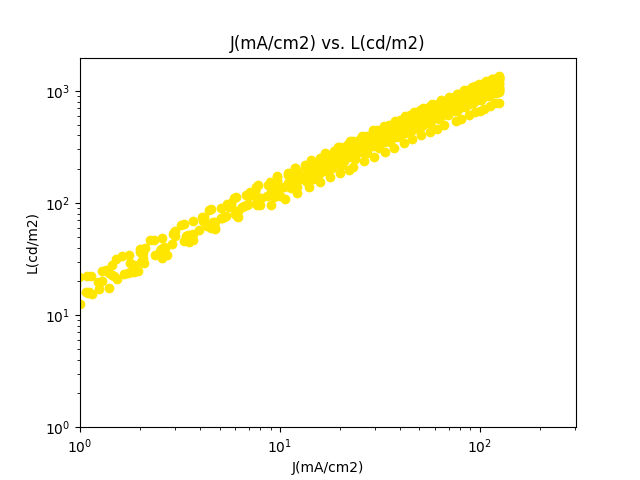 J(mA/cm2) vs. L(cd/m2)
L(cd/m2)
10³
10²
10¹
10⁰
10⁰ 10¹ 10²
J(mA/cm2)